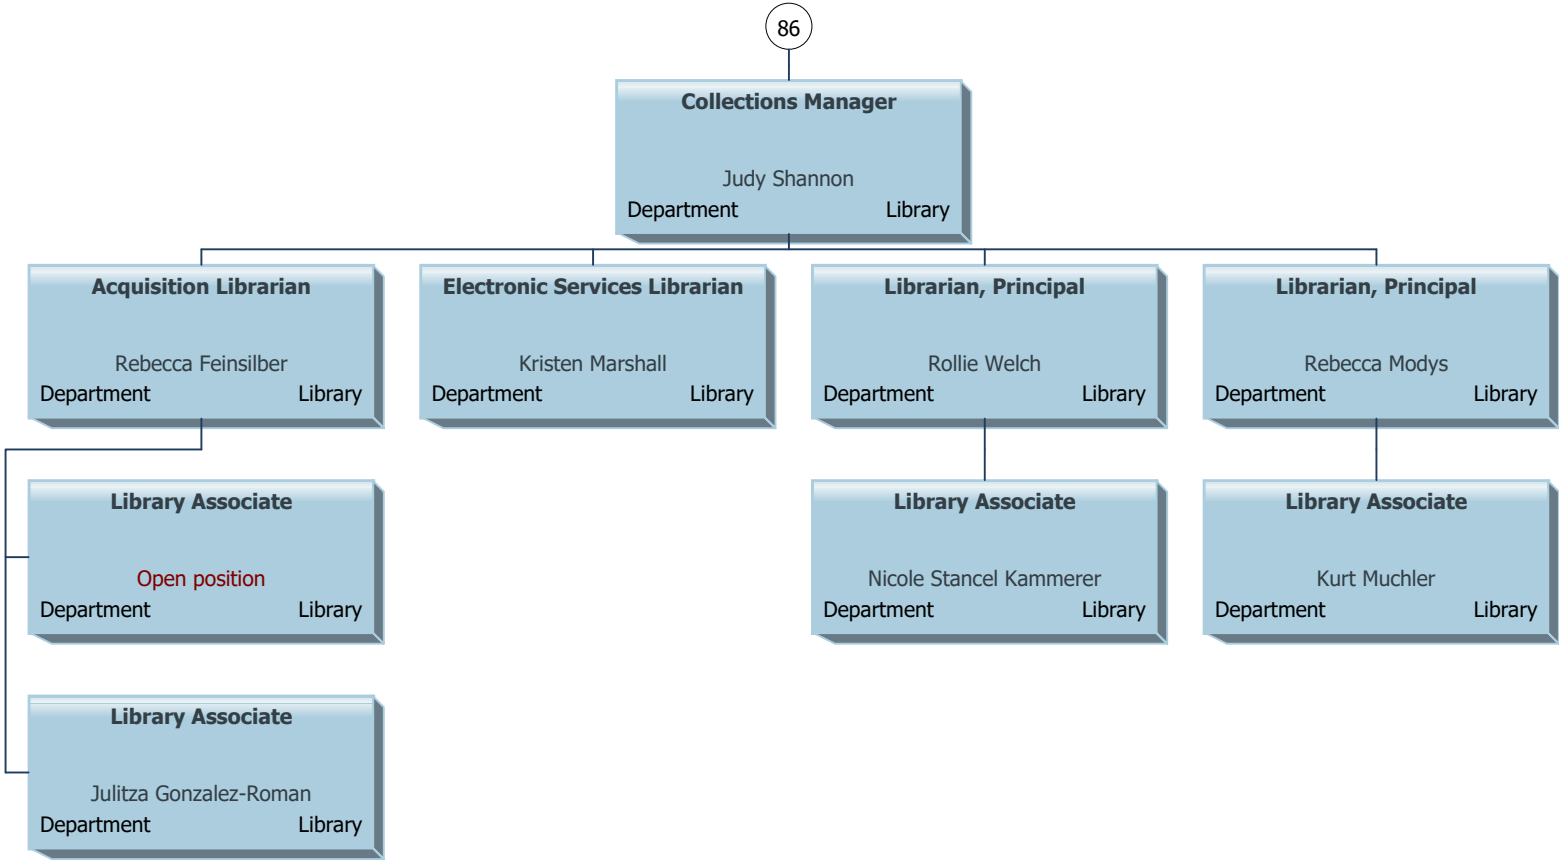 86
Collections Manager
Judy Shannon
Department Library
Acquisition Librarian
Rebecca Feinsilber
Department Library
Electronic Services Librarian
Kristen Marshall
Department Library
Librarian, Principal
Rollie Welch
Department Library
Librarian, Principal
Rebecca Modys
Department Library
Library Associate
Open position
Department Library
Library Associate
Nicole Stancel Kammerer
Department Library
Library Associate
Kurt Muchler
Department Library
Library Associate
Julitza Gonzalez-Roman
Department Library